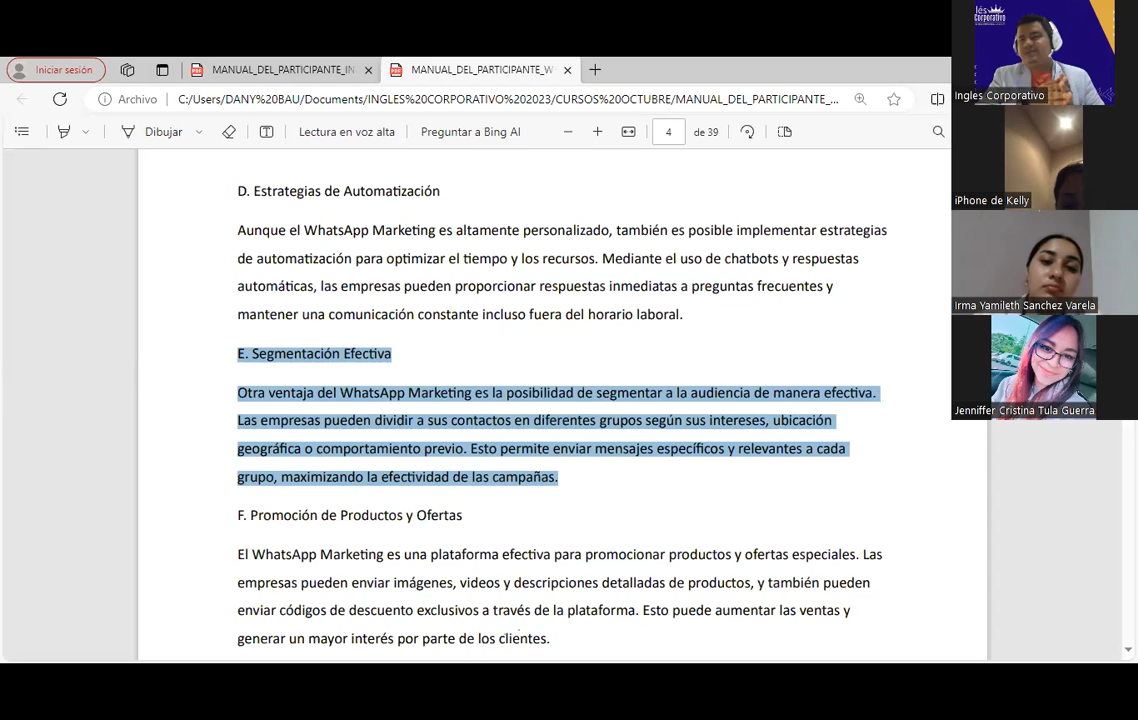 Iniciar sesión
MANUAL_DEL_PARTICIPANTE_IN
MANUAL_DEL_PARTICIPANTE_W
Archivo
C:/Users/DANY%20BAU/Documents/INGLES%20CORPORATIVO%202023/CURSOS%20OCTUBRE/MANUAL_DEL_PARTICIPANTE_...
Dibujar
Lectura en voz alta
Preguntar a Bing AI
4
de 39
D. Estrategias de Automatización
Aunque el WhatsApp Marketing es altamente personalizado, también es posible implementar estrategias
de automatización para optimizar el tiempo y los recursos. Mediante el uso de chatbots y respuestas
automáticas, las empresas pueden proporcionar respuestas inmediatas a preguntas frecuentes y
mantener una comunicación constante incluso fuera del horario laboral.
E. Segmentación Efectiva
Otra ventaja del WhatsApp Marketing es la posibilidad de segmentar a la audiencia de manera efectiva.
Las empresas pueden dividir a sus contactos en diferentes grupos según sus intereses, ubicación
geográfica o comportamiento previo. Esto permite enviar mensajes específicos y relevantes a cada
grupo, maximizando la efectividad de las campañas.
F. Promoción de Productos y Ofertas
El WhatsApp Marketing es una plataforma efectiva para promocionar productos y ofertas especiales. Las
empresas pueden enviar imágenes, videos y descripciones detalladas de productos, y también pueden
enviar códigos de descuento exclusivos a través de la plataforma. Esto puede aumentar las ventas y
generar un mayor interés por parte de los clientes.
lés
Corporativo
Ingles Corporativo
iPhone de Kelly
Irma Yamileth Sanchez Varela
Jenniffer Cristina Tula Guerra